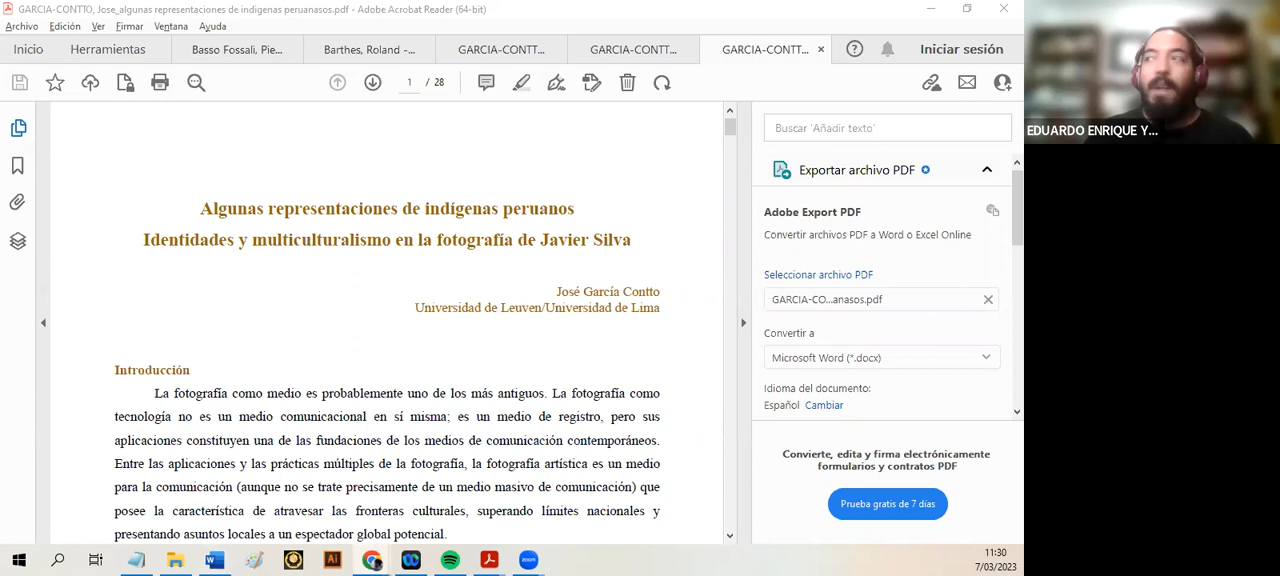 GARCIA-CONTTO, Jose_algunas representaciones de indigenas peruanasos.pdf - Adobe Acrobat Reader (64-bit)
Archivo Edición Ver Firmar Ventana Ayuda
Inicio Herramientas Basso Fossali, Pie... Barthes, Roland -... GARCIA-CONTT... GARCIA-CONTT... GARCIA-CONTT... × Iniciar sesión
1 / 28
EDUARDO ENRIQUE Y...
Buscar 'Añadir texto'
Exportar archivo PDF
Adobe Export PDF
Convertir archivos PDF a Word o Excel Online
Seleccionar archivo PDF
GARCIA-CO...anasos.pdf
Convertir a
Microsoft Word (*.docx)
Idioma del documento:
Español Cambiar
Convierte, edita y firma electrónicamente
formularios y contratos PDF
Prueba gratis de 7 días
Algunas representaciones de indígenas peruanos
Identidades y multiculturalismo en la fotografía de Javier Silva
José García Contto
Universidad de Leuven/Universidad de Lima
Introducción
La fotografía como medio es probablemente uno de los más antiguos. La fotografía como
tecnología no es un medio comunicacional en sí misma; es un medio de registro, pero sus
aplicaciones constituyen una de las fundaciones de los medios de comunicación contemporáneos.
Entre las aplicaciones y las prácticas múltiples de la fotografía, la fotografía artística es un medio
para la comunicación (aunque no se trate precisamente de un medio masivo de comunicación) que
posee la característica de atravesar las fronteras culturales, superando límites nacionales y
presentando asuntos locales a un espectador global potencial.
Ai
zoom
11:30
7/03/2023